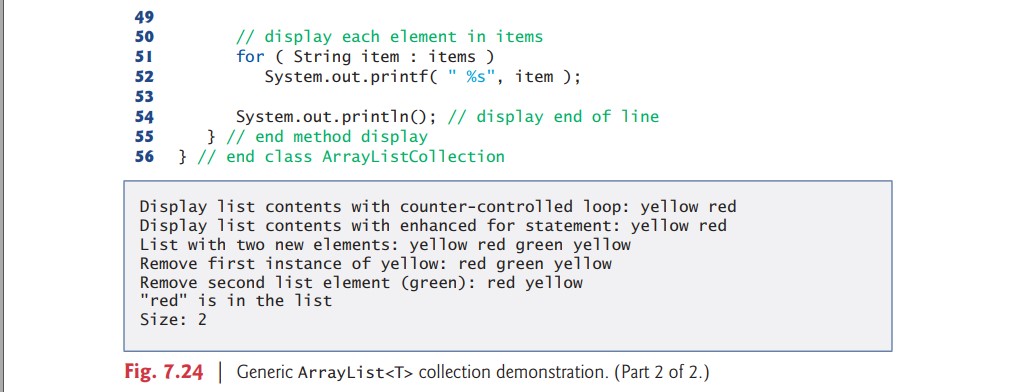 49
50 // display each element in items
51 for ( String item : items )
52 System.out.printf( " %s", item );
53
54 System.out.println(); // display end of line
55 } // end method display
56 } // end class ArrayListCollection
Display list contents with counter-controlled loop: yellow red
Display list contents with enhanced for statement: yellow red
List with two new elements: yellow red green yellow
Remove first instance of yellow: red green yellow
Remove second list element (green): red yellow
"red" is in the list
Size: 2
Fig. 7.24 | Generic ArrayList<T> collection demonstration. (Part 2 of 2.)